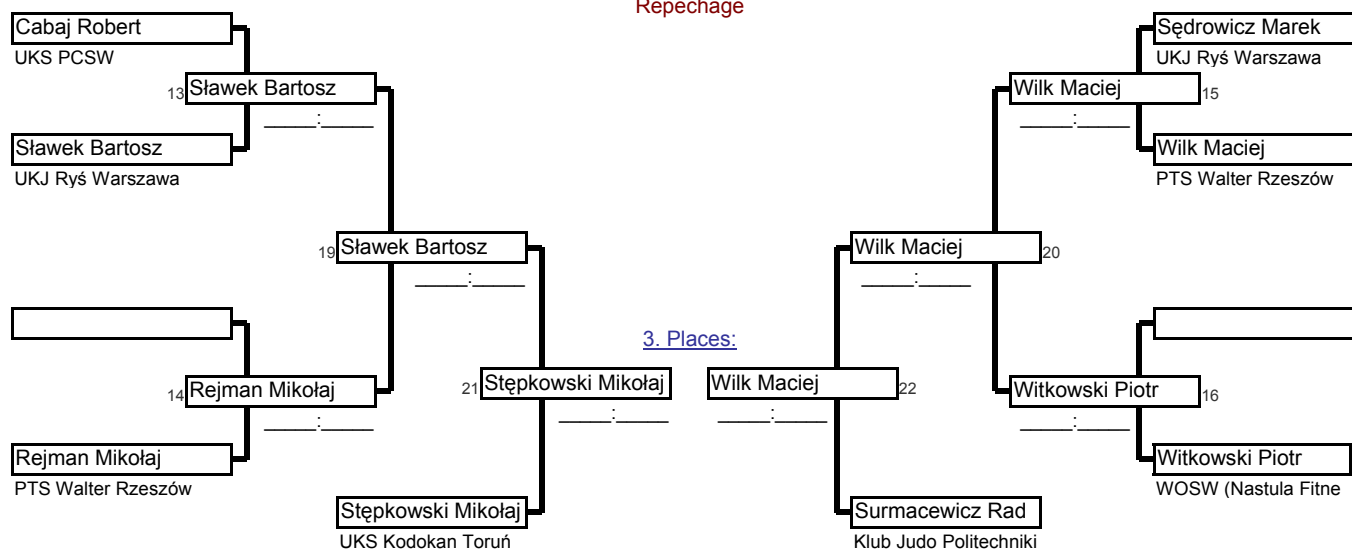 Repechage
Cabaj Robert
UKS PCSW
Sędrowicz Marek
UKJ Ryś Warszawa
13 Sławek Bartosz
_____:_____
Wilk Maciej 15
_____:_____
Sławek Bartosz
UKJ Ryś Warszawa
Wilk Maciej
PTS Walter Rzeszów
19 Sławek Bartosz
_____:_____
Wilk Maciej 20
_____:_____
3. Places:
14 Rejman Mikołaj
_____:_____
21 Stępkowski Mikołaj
_____:_____
Wilk Maciej 22
_____:_____
Witkowski Piotr 16
_____:_____
Rejman Mikołaj
PTS Walter Rzeszów
Witkowski Piotr
WOSW (Nastula Fitne
Stępkowski Mikołaj
UKS Kodokan Toruń
Surmacewicz Rad
Klub Judo Politechniki